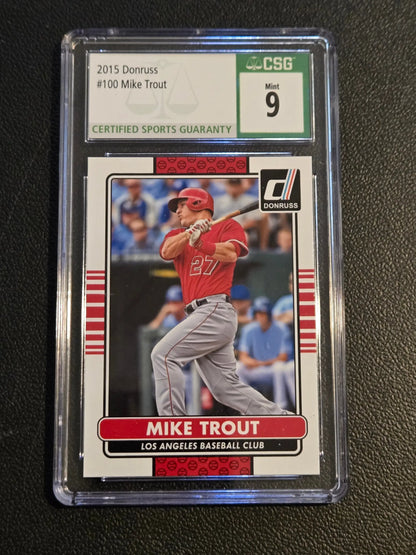 2015 Donruss
#100 Mike Trout
CERTIFIED SPORTS GUARANTY
CSG
Mint
9
DONRUSS
27
MIKE TROUT
LOS ANGELES BASEBALL CLUB